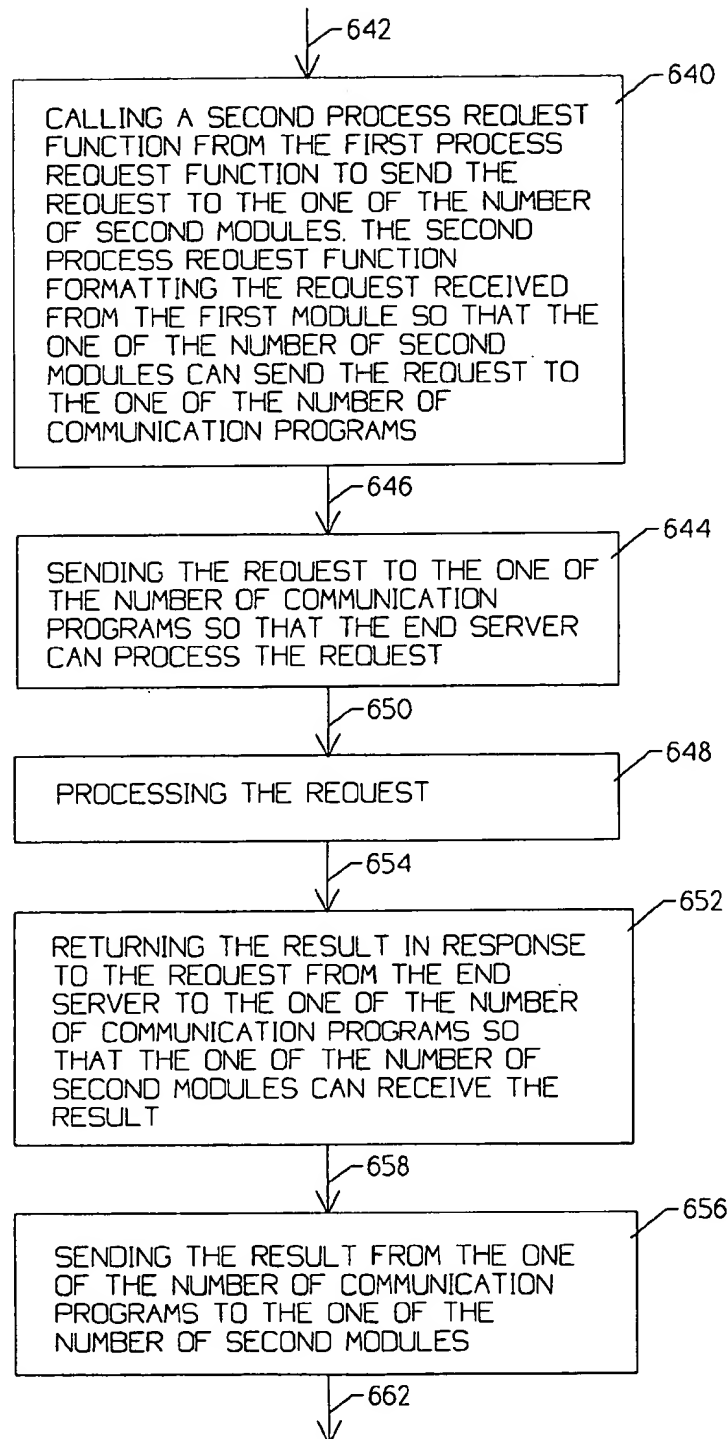 642
640
CALLING A SECOND PROCESS REQUEST
FUNCTION FROM THE FIRST PROCESS
REQUEST FUNCTION TO SEND THE
REQUEST TO THE ONE OF THE NUMBER
OF SECOND MODULES. THE SECOND
PROCESS REQUEST FUNCTION
FORMATTING THE REQUEST RECEIVED
FROM THE FIRST MODULE SO THAT THE
ONE OF THE NUMBER OF SECOND
MODULES CAN SEND THE REQUEST TO
THE ONE OF THE NUMBER OF
COMMUNICATION PROGRAMS
646
644
SENDING THE REQUEST TO THE ONE OF
THE NUMBER OF COMMUNICATION
PROGRAMS SO THAT THE END SERVER
CAN PROCESS THE REQUEST
650
648
PROCESSING THE REQUEST
654
652
RETURNING THE RESULT IN RESPONSE
TO THE REQUEST FROM THE END
SERVER TO THE ONE OF THE NUMBER
OF COMMUNICATION PROGRAMS SO
THAT THE ONE OF THE NUMBER OF
SECOND MODULES CAN RECEIVE THE
RESULT
658
656
SENDING THE RESULT FROM THE ONE
OF THE NUMBER OF COMMUNICATION
PROGRAMS TO THE ONE OF THE
NUMBER OF SECOND MODULES
662